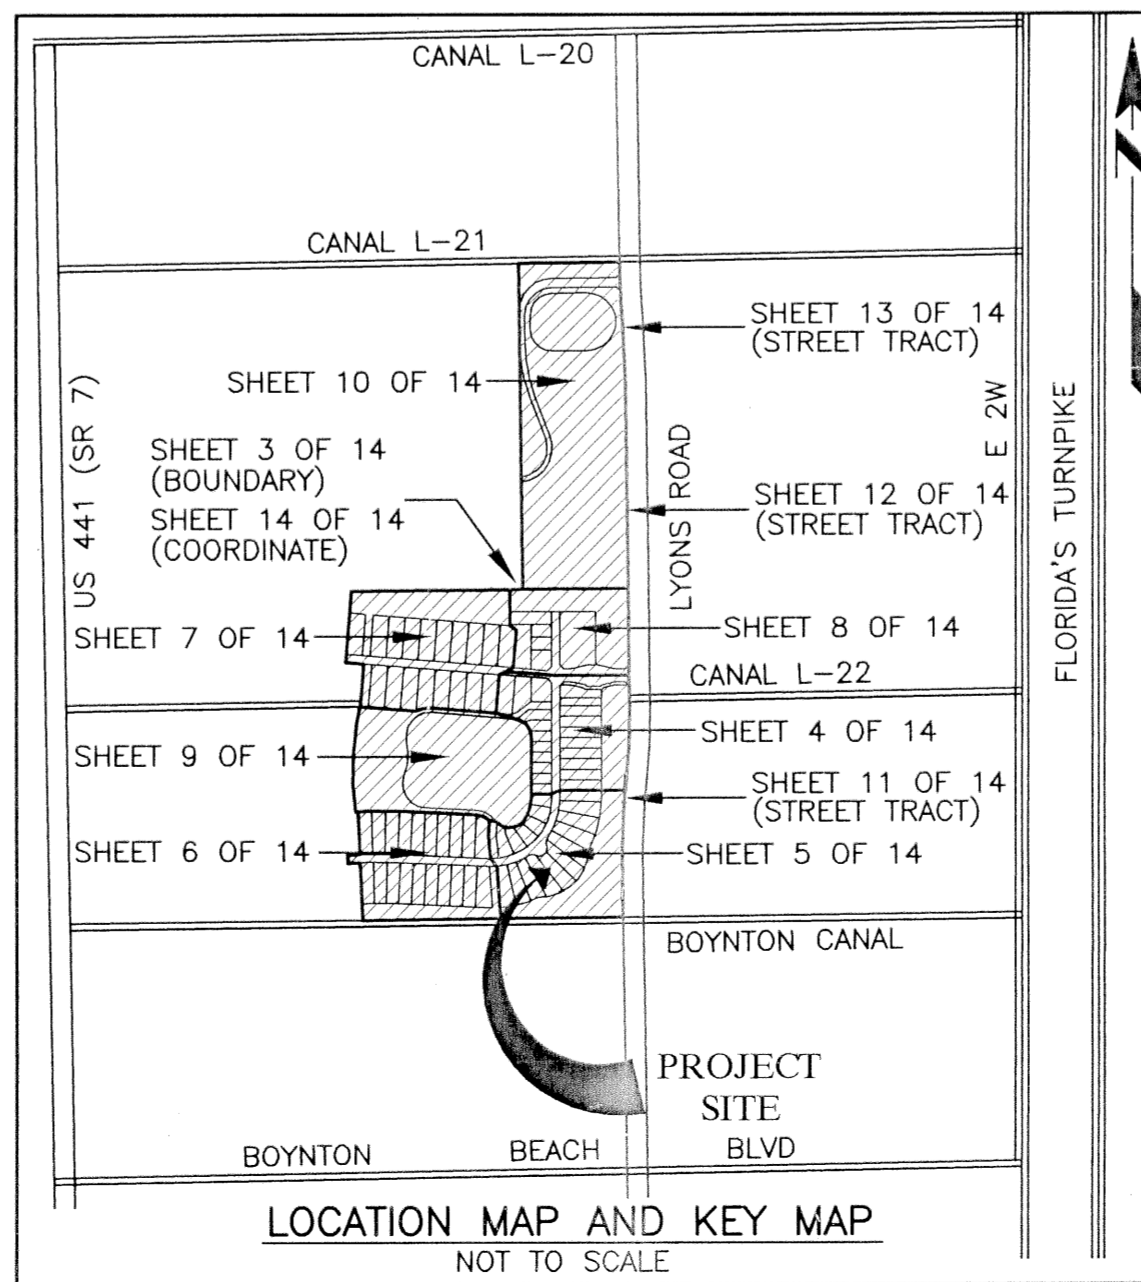 CANAL L-20
N
CANAL L-21
SHEET 13 OF 14
(STREET TRACT)
SHEET 10 OF 14
US 441 (SR 7)
SHEET 3 OF 14
(BOUNDARY)
SHEET 14 OF 14
(COORDINATE)
LYONS ROAD
SHEET 12 OF 14
(STREET TRACT)
E 2W
FLORIDA'S TURNPIKE
SHEET 7 OF 14
SHEET 8 OF 14
CANAL L-22
SHEET 9 OF 14
SHEET 4 OF 14
SHEET 11 OF 14
(STREET TRACT)
SHEET 6 OF 14
SHEET 5 OF 14
BOYNTON CANAL
PROJECT
SITE
BOYNTON BEACH BLVD
LOCATION MAP AND KEY MAP
NOT TO SCALE